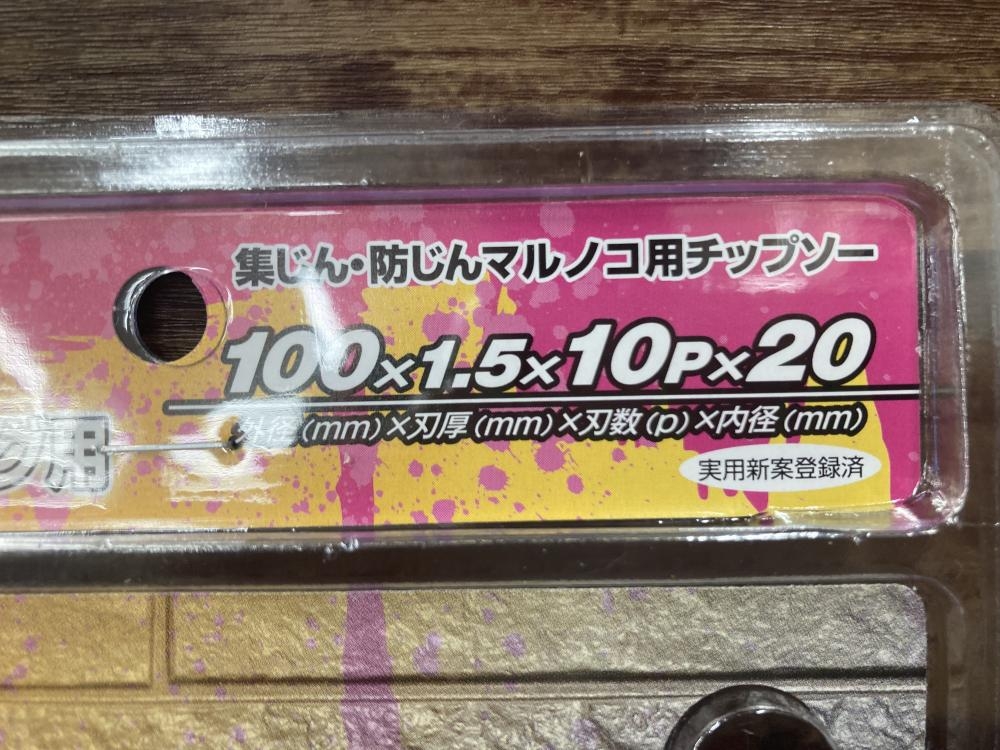 集じん・防じんマルノコ用チップソー
100×1.5×10P×20
外径(mm)×刃厚(mm)×刃数(p)×内径(mm)
用
実用新案登録済